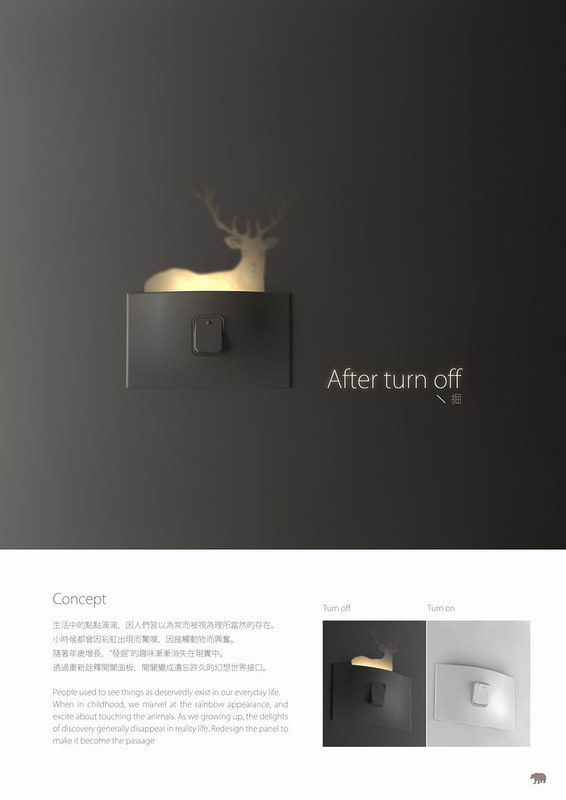 After turn off
掘
Concept
生活中的點點滴滴，因人們習以為常而被視為理所當然的存在。
小時候都曾因彩虹出現而驚嘆，因接觸動物而興奮。
隨著年歲增長，"發掘"的趣味漸漸消失在現實中。
透過重新詮釋開關面板，開關變成遺忘許久的幻想世界接口。
People used to see things as deservedly exist in our everyday life.
When in childhood, we marvel at the rainbow appearance, and
excite about touching the animals. As we growing up, the delights
of discovery generally disappear in reality life. Redesign the panel to
make it become the passage
Turn off
Turn on